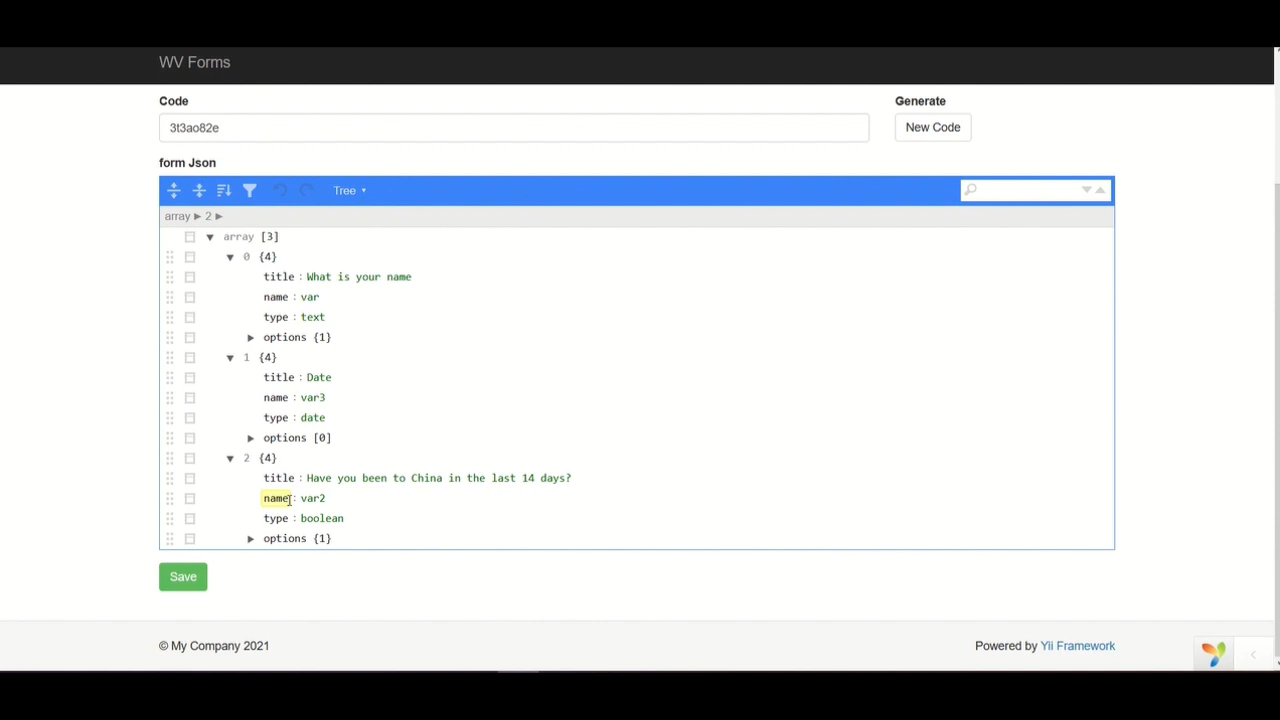 WV Forms
Code Generate
3t3ao82e New Code
form Json
Tree ▾
array ► 2 ►
array [3]
0 {4}
title : What is your name
name : var
type : text
options {1}
1 {4}
title : Date
name : var3
type : date
options [0]
2 {4}
title : Have you been to China in the last 14 days?
name : var2
type : boolean
options {1}
Save
© My Company 2021 Powered by Yii Framework